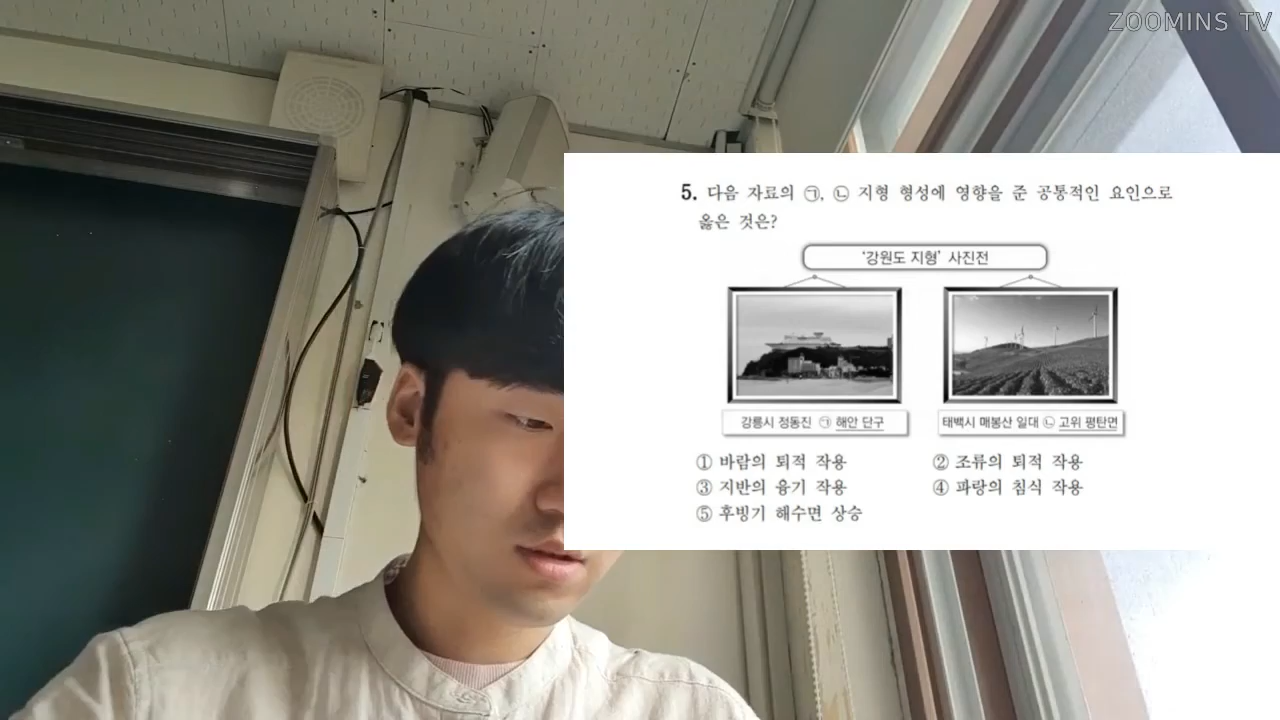 ZOOMINS TV
5. 다음 자료의 ㉠, ㉡ 지형 형성에 영향을 준 공통적인 요인으로
옳은 것은?
'강원도 지형' 사진전
강릉시 정동진 ㉠ 해안 단구
태백시 매봉산 일대 ㉡ 고위 평탄면
① 바람의 퇴적 작용
② 조류의 퇴적 작용
③ 지반의 융기 작용
④ 파랑의 침식 작용
⑤ 후빙기 해수면 상승